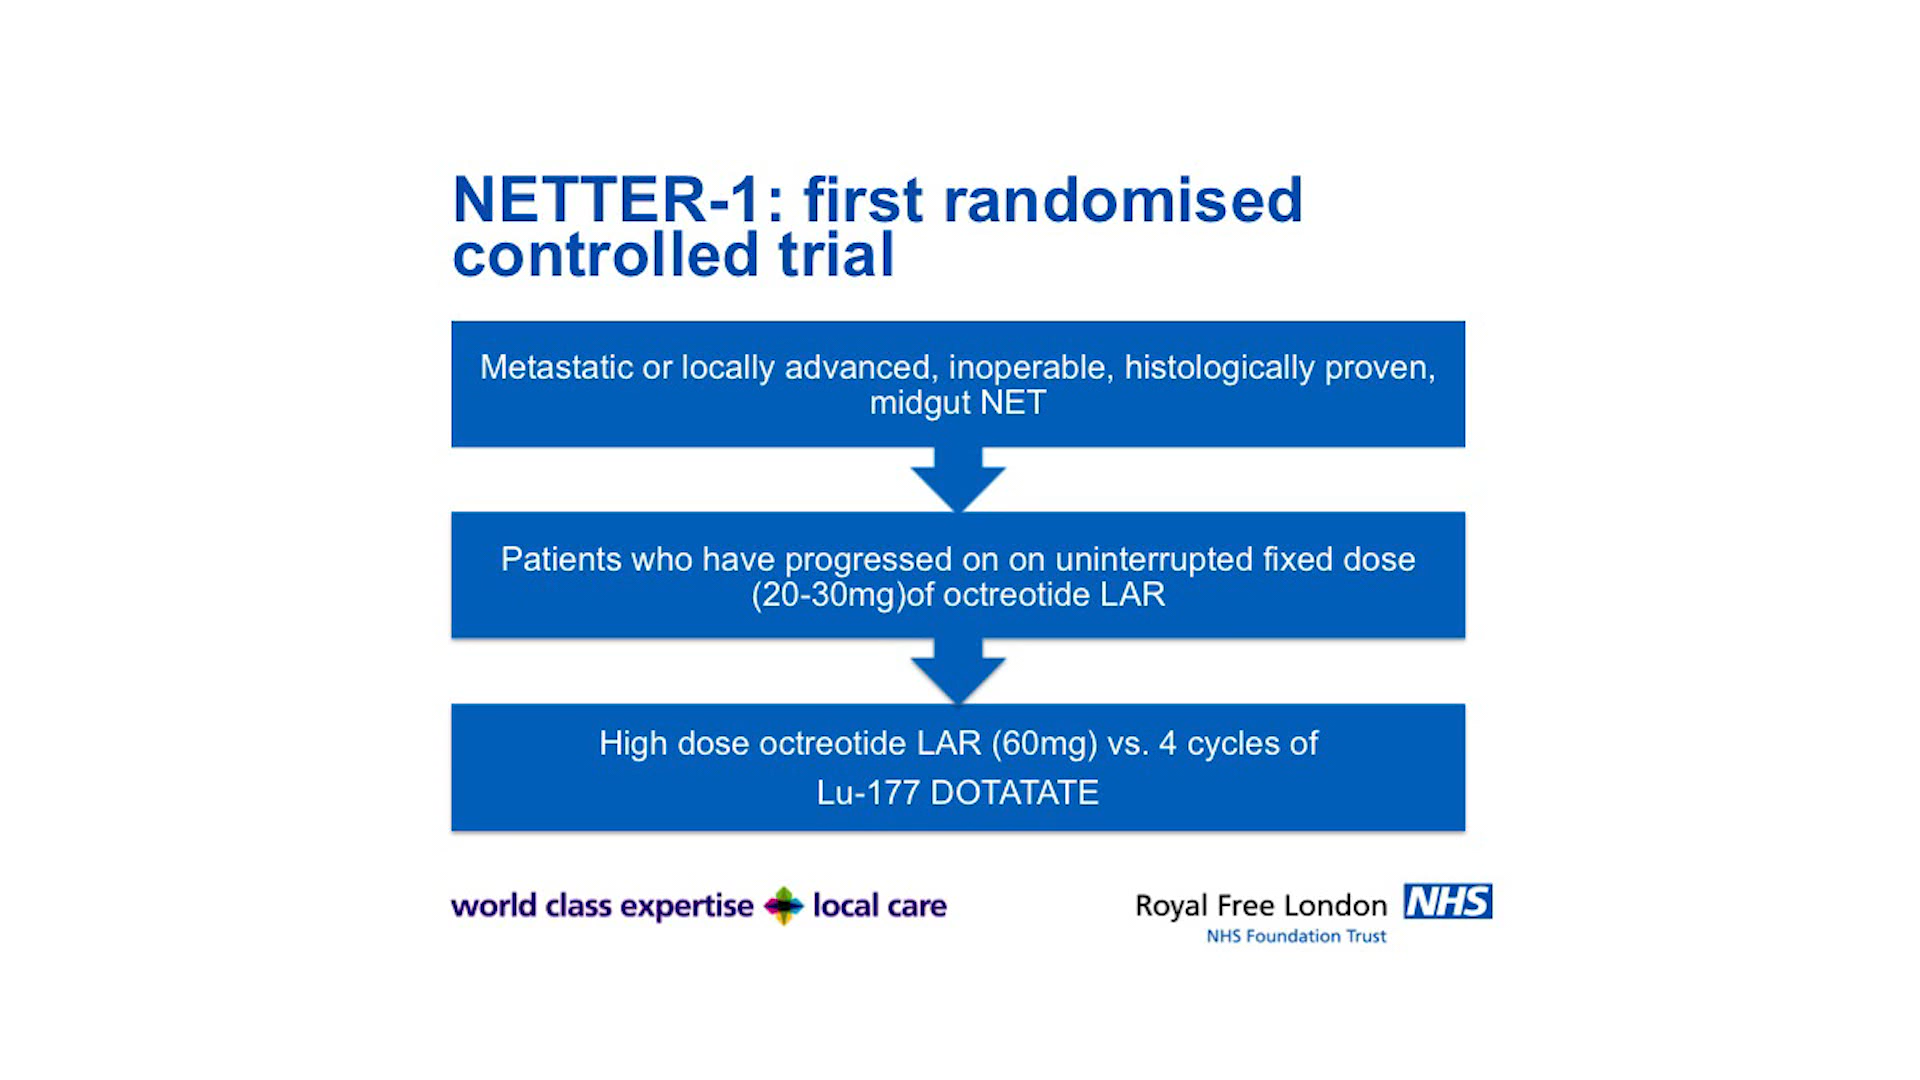 NETTER-1: first randomised
controlled trial
Metastatic or locally advanced, inoperable, histologically proven,
midgut NET
Patients who have progressed on on uninterrupted fixed dose
(20-30mg)of octreotide LAR
High dose octreotide LAR (60mg) vs. 4 cycles of
Lu-177 DOTATATE
world class expertise local care
Royal Free London NHS
NHS Foundation Trust